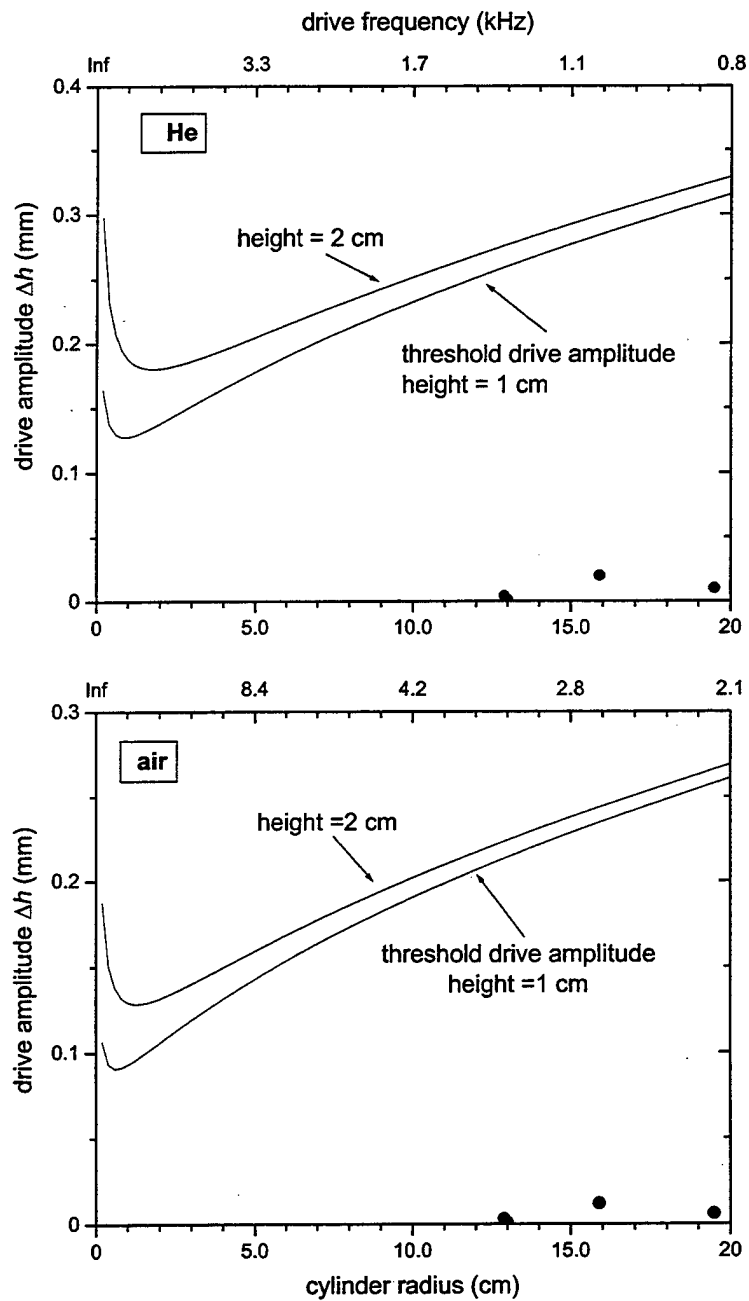 drive frequency (kHz)
Inf 3.3 1.7 1.1 0.8
0.4
He
0.3
height = 2 cm
drive amplitude Δh (mm)
0.2
threshold drive amplitude
height = 1 cm
0.1
0
0 5.0 10.0 15.0 20
Inf 8.4 4.2 2.8 2.1
0.3
air
height =2 cm
0.2
drive amplitude Δh (mm)
threshold drive amplitude
height =1 cm
0.1
0
0 5.0 10.0 15.0 20
cylinder radius (cm)